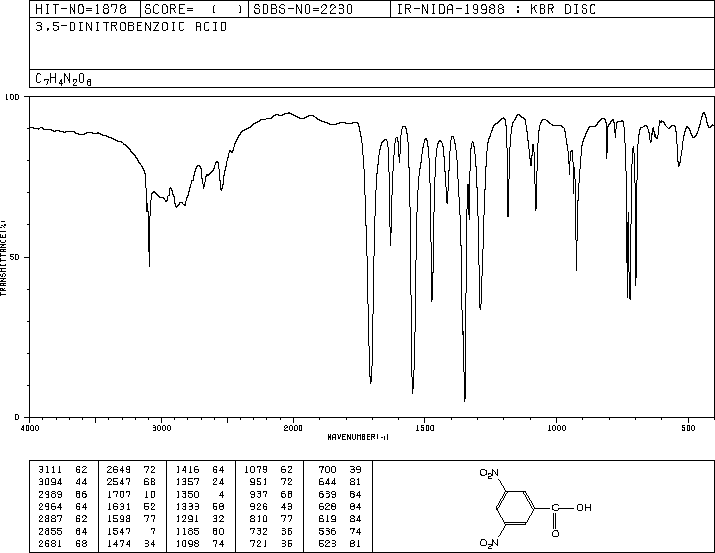 HIT-NO=1878 SCORE= ( ) SDBS-NO=2230 IR-NIDA-19988 : KBR DISC
3,5-DINITROBENZOIC ACID
C7H4N2O6
100
50
0
TRANSMITTANCE(%)
4000 3000 2000 1500 1000 500
WAVENUMBER(-1)
3111 62 2649 72 1416 64 1079 62 700 39
3094 44 2547 68 1357 24 951 72 644 81
2989 66 1707 10 1350 4 937 68 639 84
2964 64 1631 52 1333 58 926 43 628 84
2887 62 1598 77 1291 32 810 77 619 84
2855 64 1547 7 1185 60 732 36 536 74
2681 68 1474 34 1098 74 721 35 523 81
O2N
C
OH
O
O2N